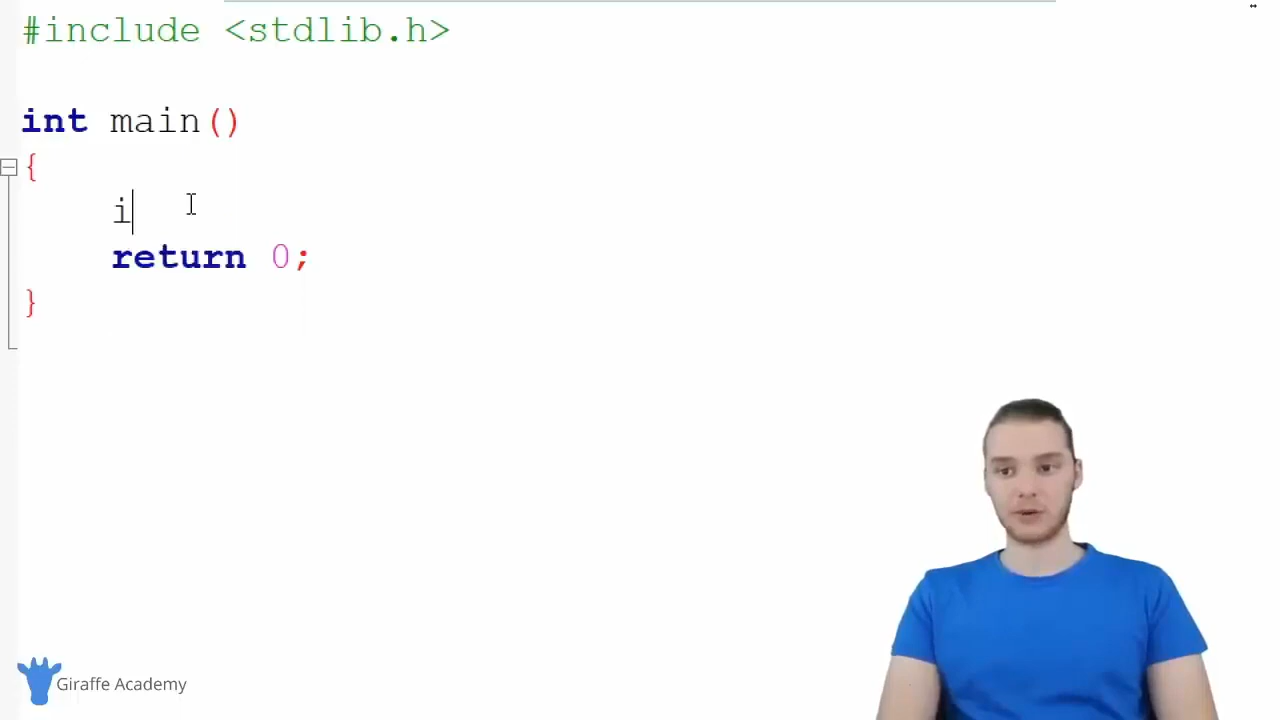 #include <stdlib.h>
int main()
{
i
return 0;
}
Giraffe Academy